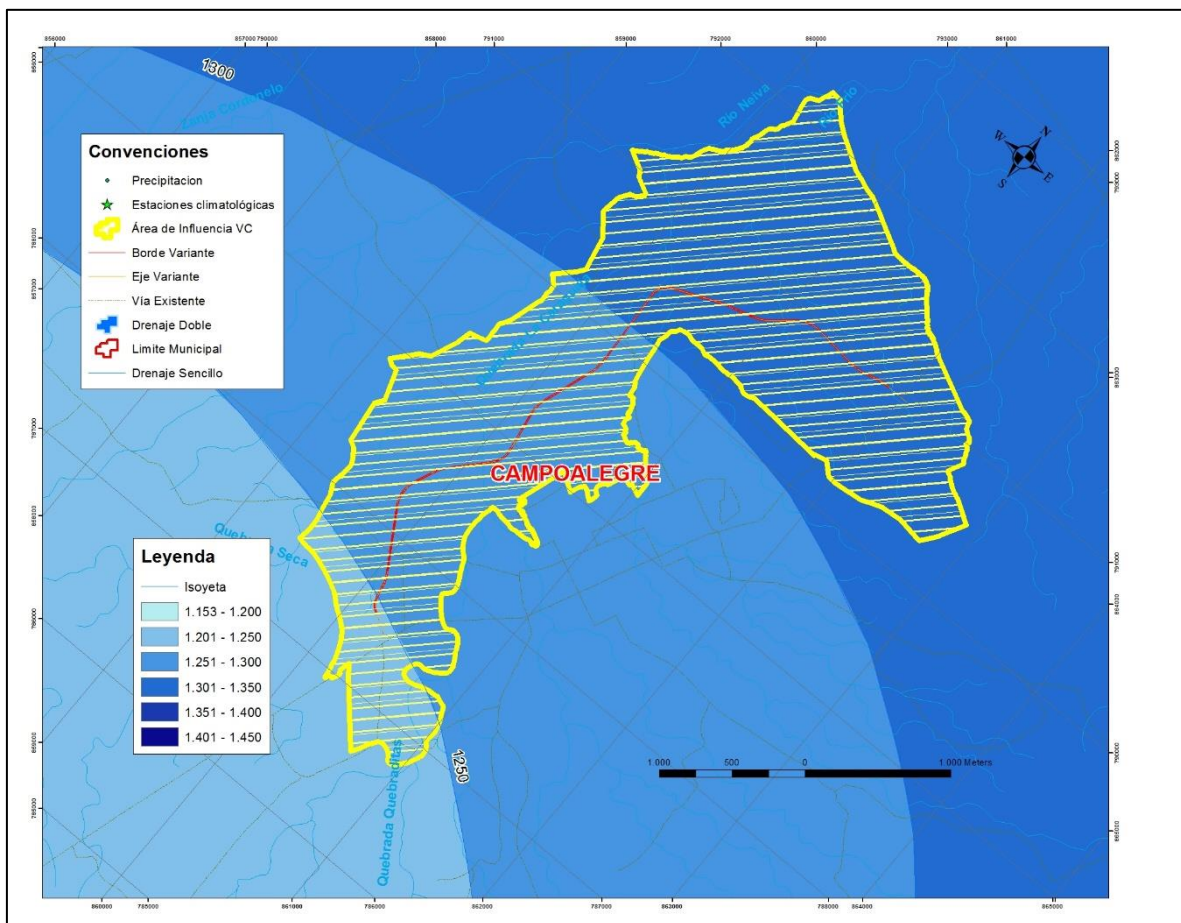 856000 857000 790000 858000 791000 859000 792000 860000 793000 861000
1300
Rio Neiva
N
W
S
E
Convenciones
Precipitacion
Estaciones climatológicas
Área de Influencia VC
Borde Variante
Eje Variante
Vía Existente
Drenaje Doble
Limite Municipal
Drenaje Sencillo
CAMPOALEGRE
Leyenda
Isoyeta
1.153 - 1.200
1.201 - 1.250
1.251 - 1.300
1.301 - 1.350
1.351 - 1.400
1.401 - 1.450
1250
Quebrada Quebraditas
1.000 500 0 1.000 Meters
860000 785000 861000 786000 862000 787000 863000 788000 864000 865000